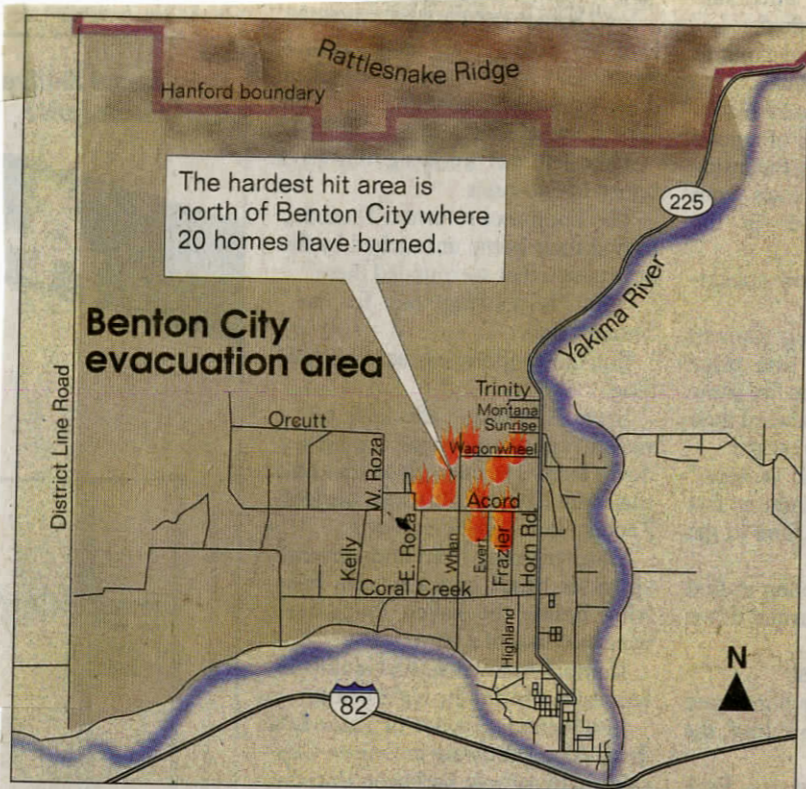 Rattlesnake Ridge
Hanford boundary
The hardest hit area is
north of Benton City where
20 homes have burned.
225
Yakima River
Benton City
evacuation area
District Line Road
Trinity
Montana
Sunrise
Orcutt
Wagonwheel
W. Roza
Acord
Kelly
E. Roza
When
Evert
Frazier
Horn Rd.
Coral Creek
Highland
N
82